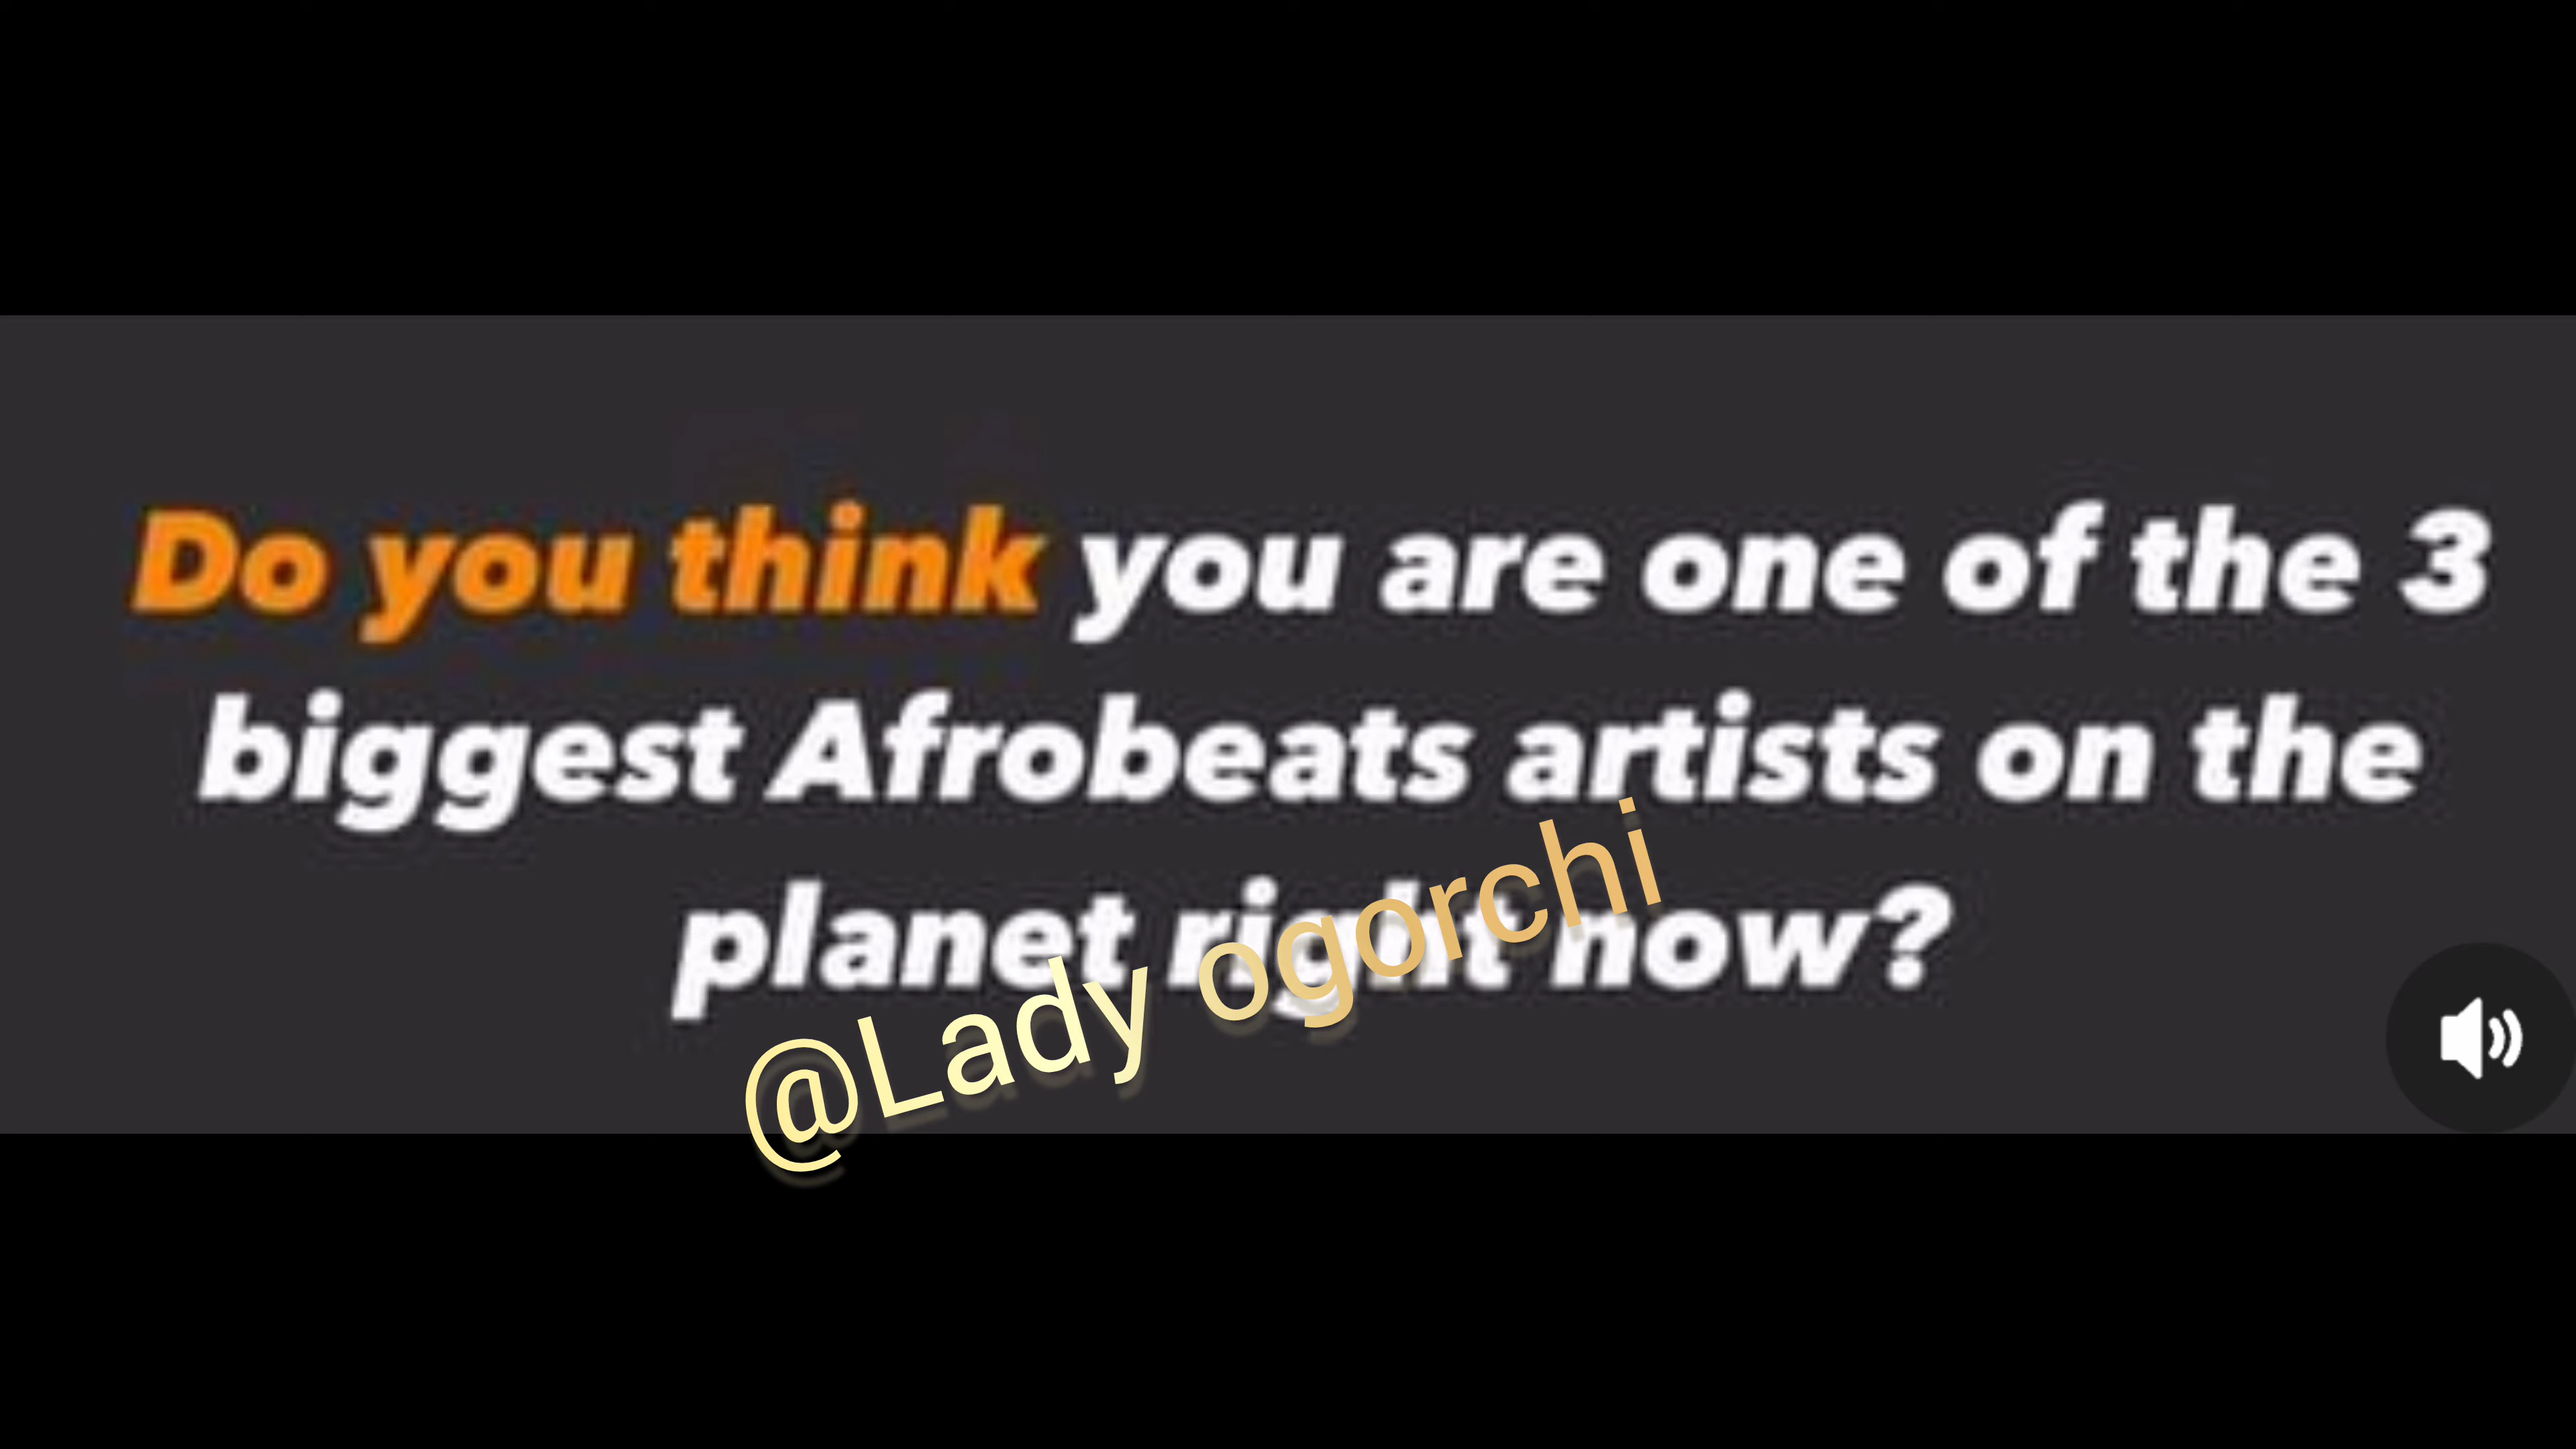 Do you think you are one of the 3
biggest Afrobeats artists on the
planet right now?
@Lady ogorchi